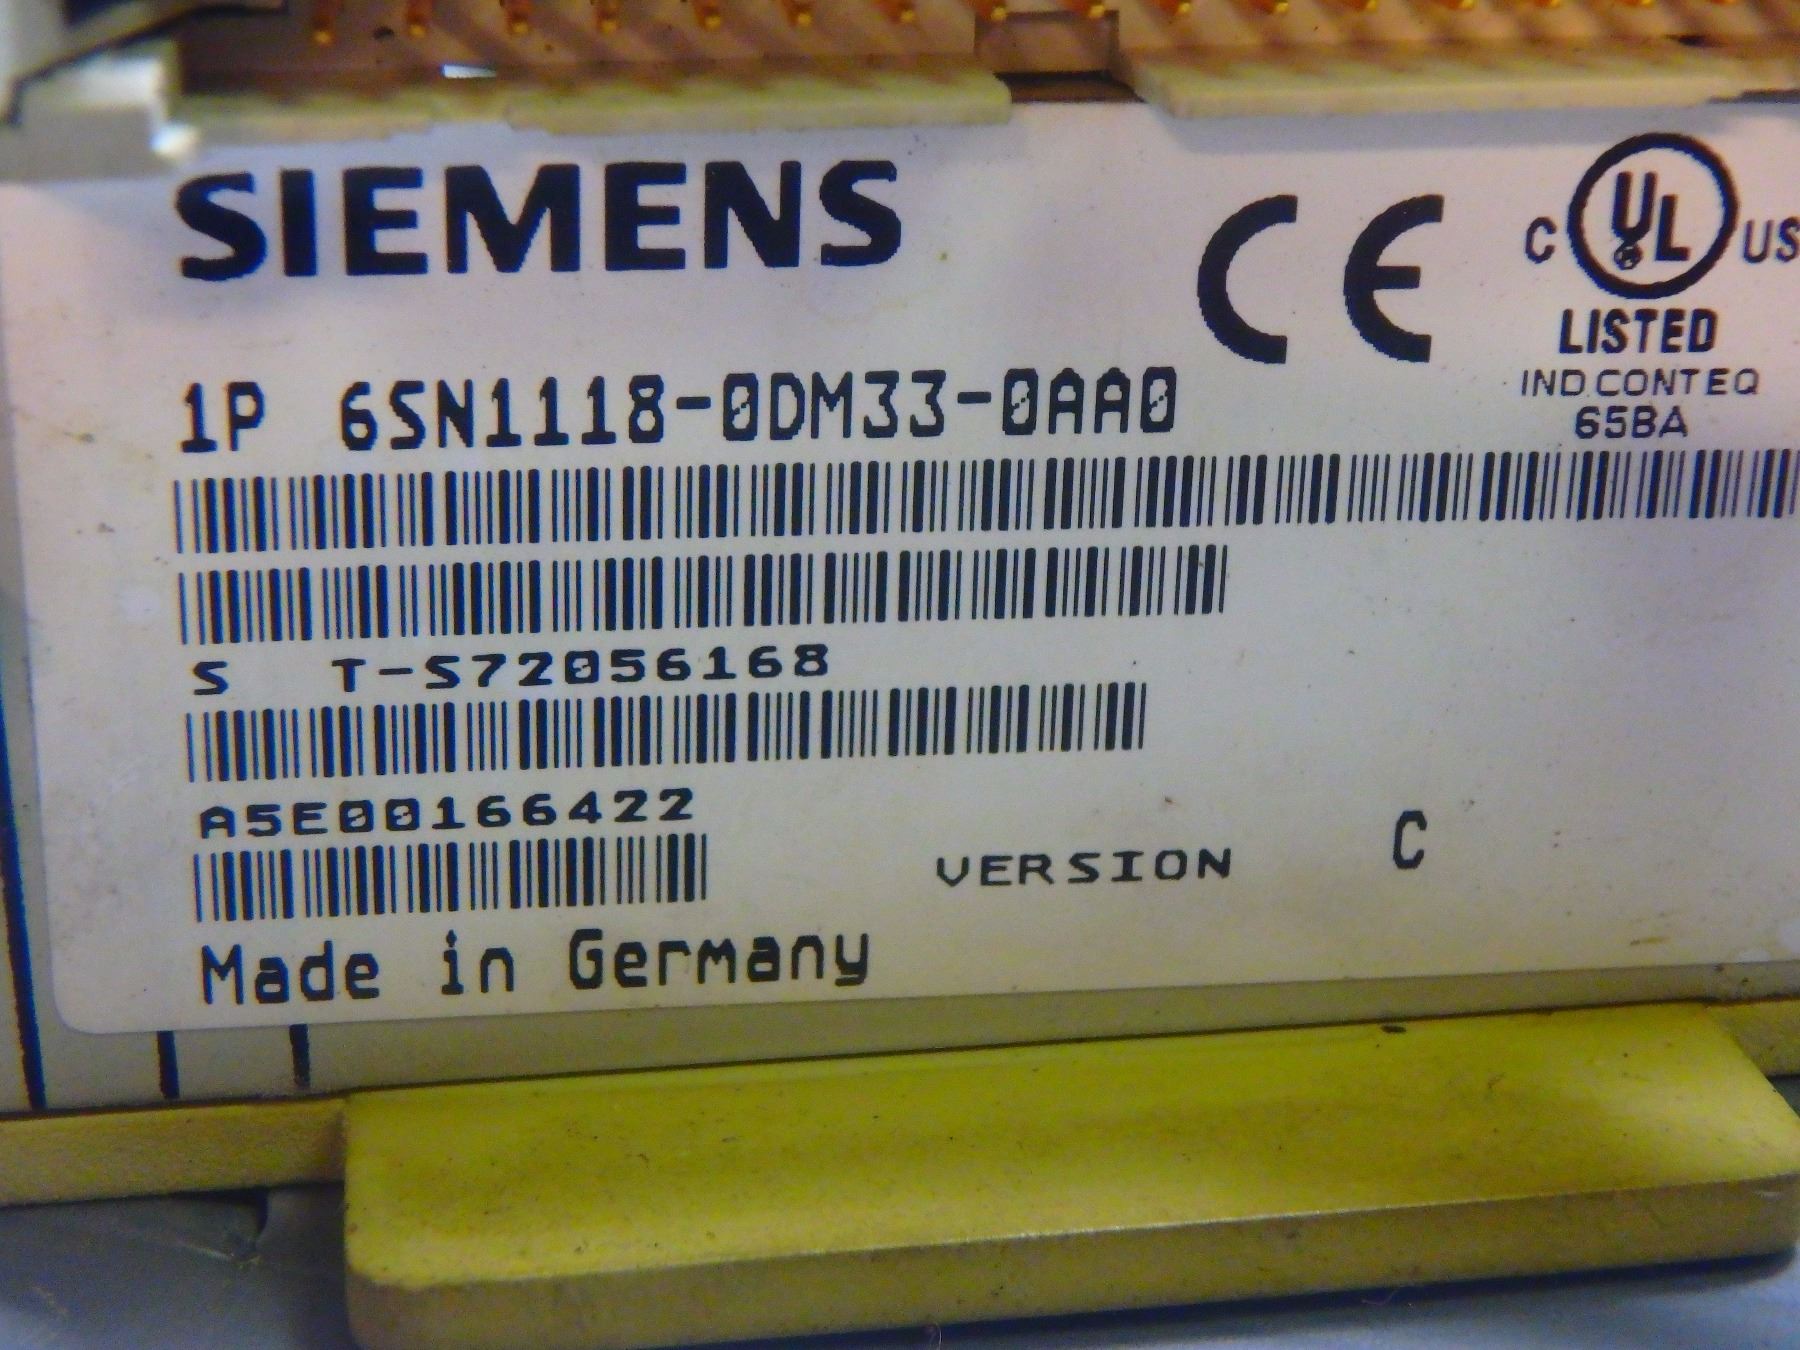 SIEMENS
CE
C UL US
LISTED
IND.CONT EQ
65BA
1P 6SN1118-0DM33-0AA0
S T-S72056168
A5E00166422
VERSION C
Made in Germany